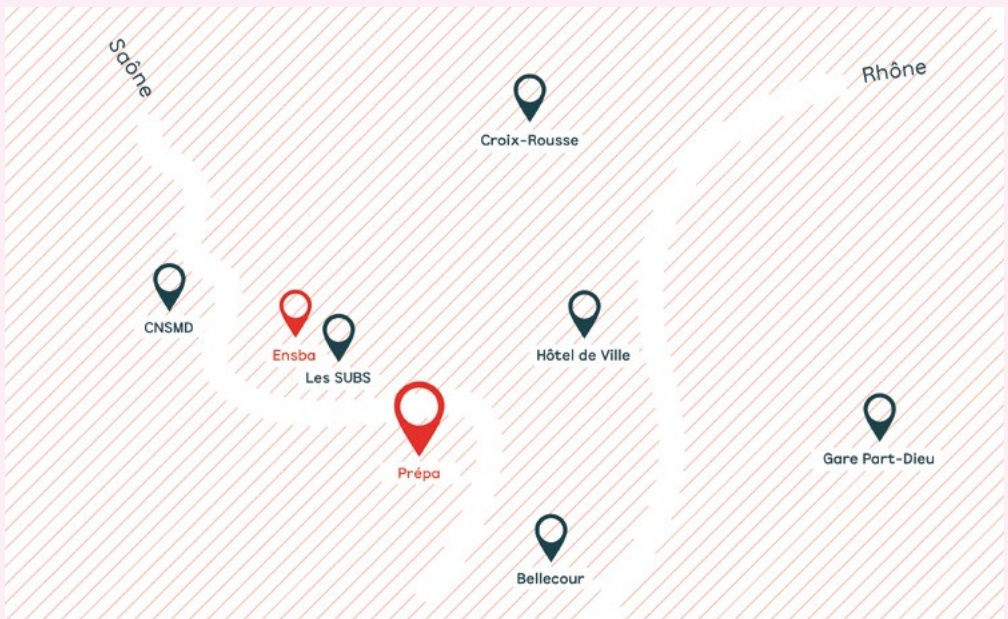 Saône
Rhône
Croix-Rousse
CNSMD
Ensba
Les SUBS
Hôtel de Ville
Prépa
Gare Part-Dieu
Bellecour